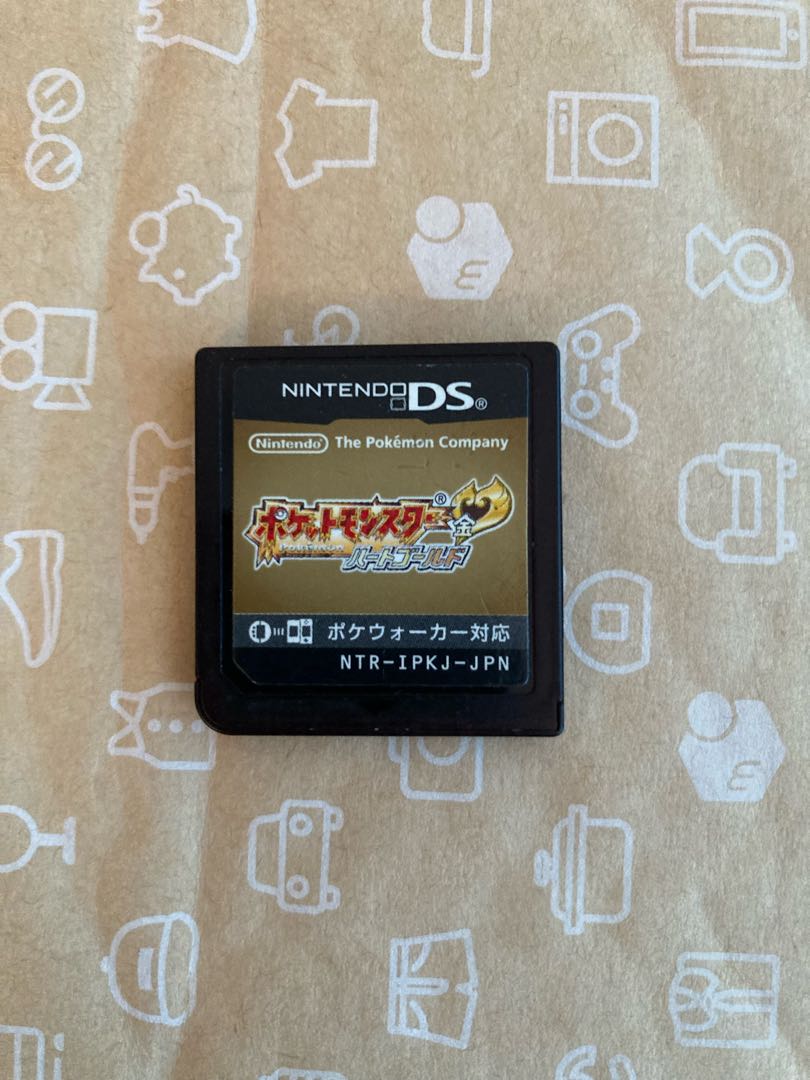 NINTENDO DS®
Nintendo® The Pokémon Company
ポケットモンスター®
POKEMON
金
ハートゴールド
ポケウォーカー対応
NTR-IPKJ-JPN